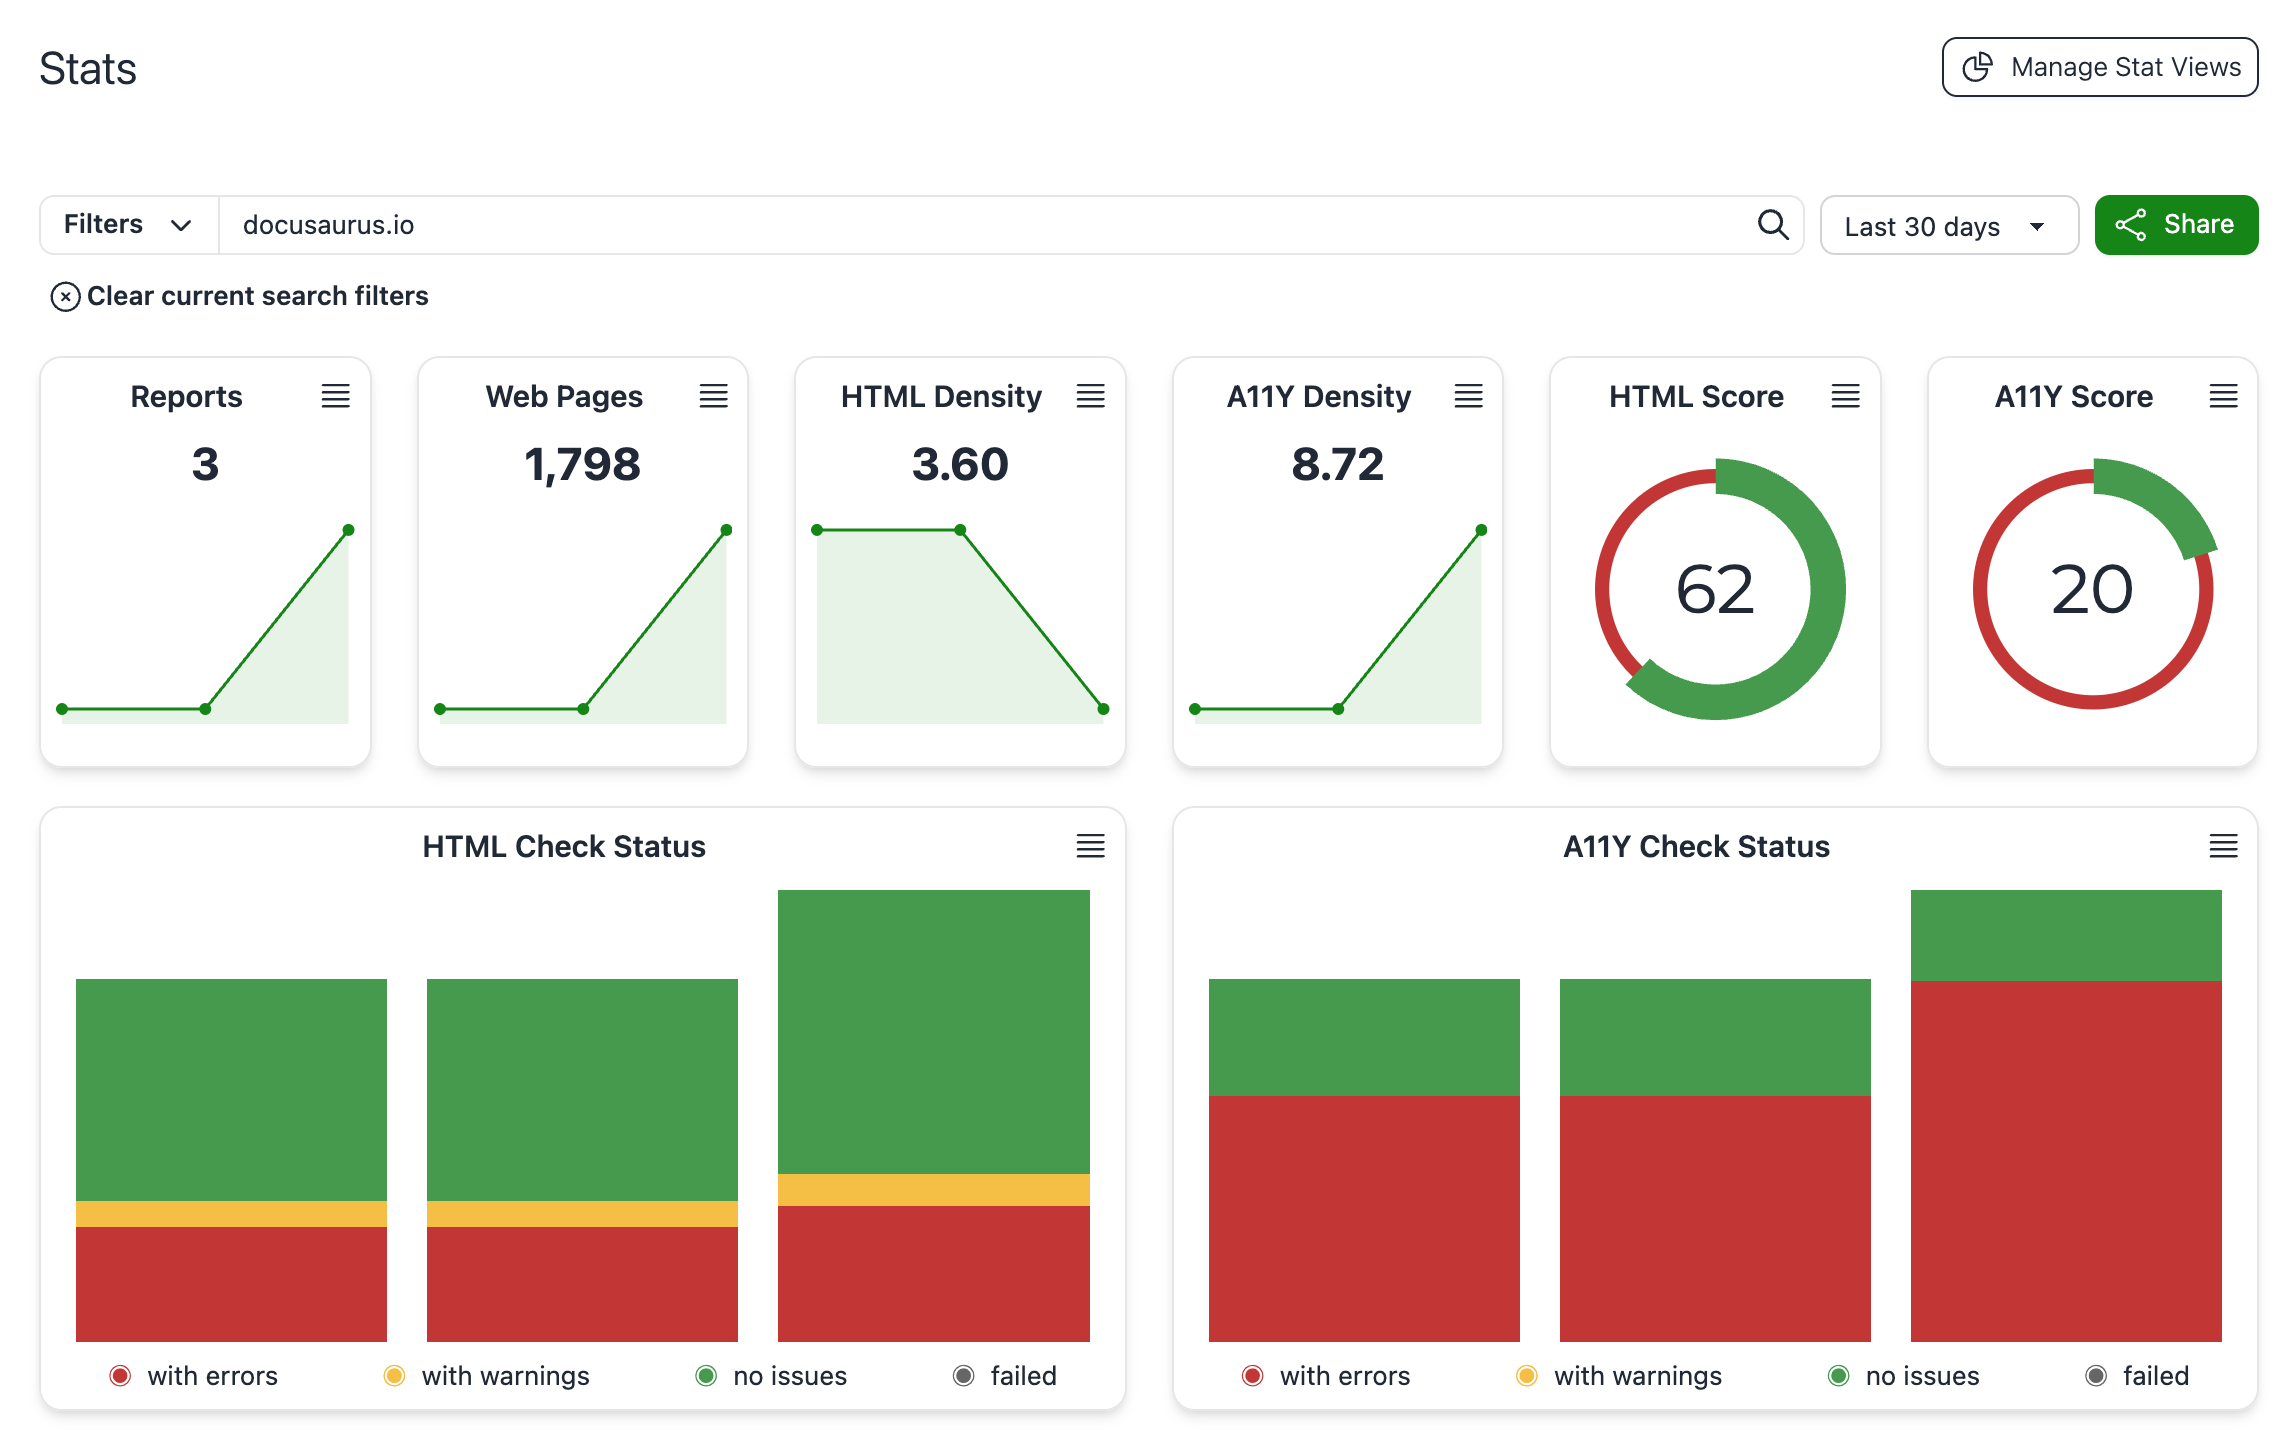 Stats
Manage Stat Views
Filters
docusaurus.io
Last 30 days
Share
Clear current search filters
Reports
3
Web Pages
1,798
HTML Density
3.60
A11Y Density
8.72
HTML Score
62
A11Y Score
20
HTML Check Status
with errors
with warnings
no issues
failed
A11Y Check Status
with errors
with warnings
no issues
failed